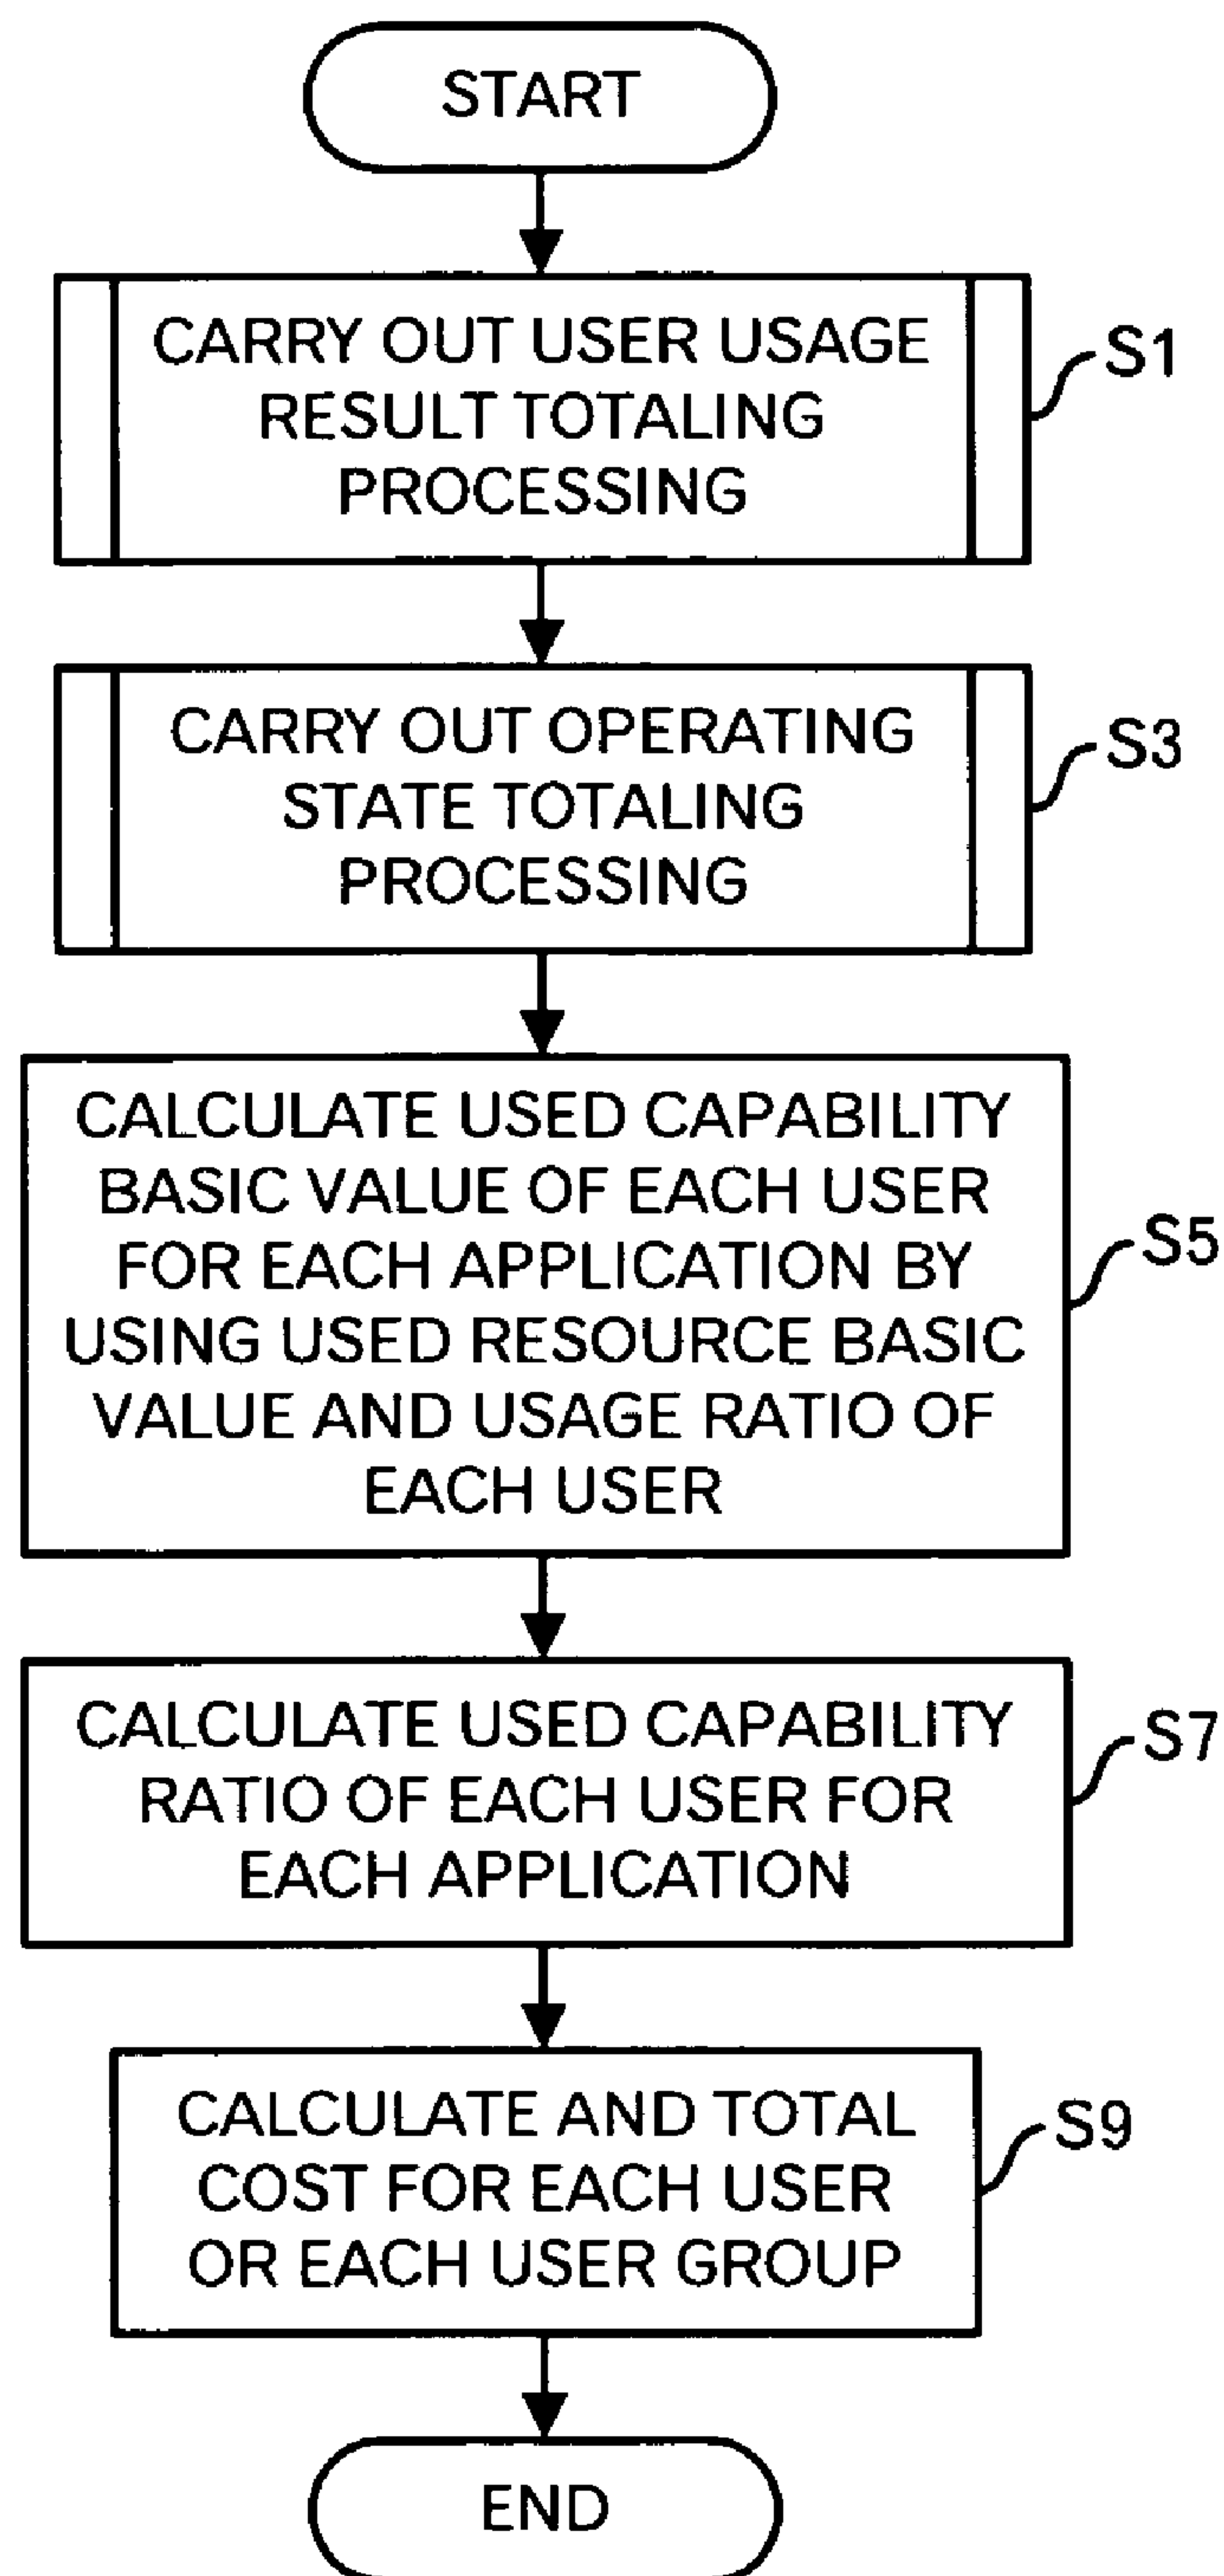 START
CARRY OUT USER USAGE
RESULT TOTALING
PROCESSING
S1
CARRY OUT OPERATING
STATE TOTALING
PROCESSING
S3
CALCULATE USED CAPABILITY
BASIC VALUE OF EACH USER
FOR EACH APPLICATION BY
USING USED RESOURCE BASIC
VALUE AND USAGE RATIO OF
EACH USER
S5
CALCULATE USED CAPABILITY
RATIO OF EACH USER FOR
EACH APPLICATION
S7
CALCULATE AND TOTAL
COST FOR EACH USER
OR EACH USER GROUP
S9
END